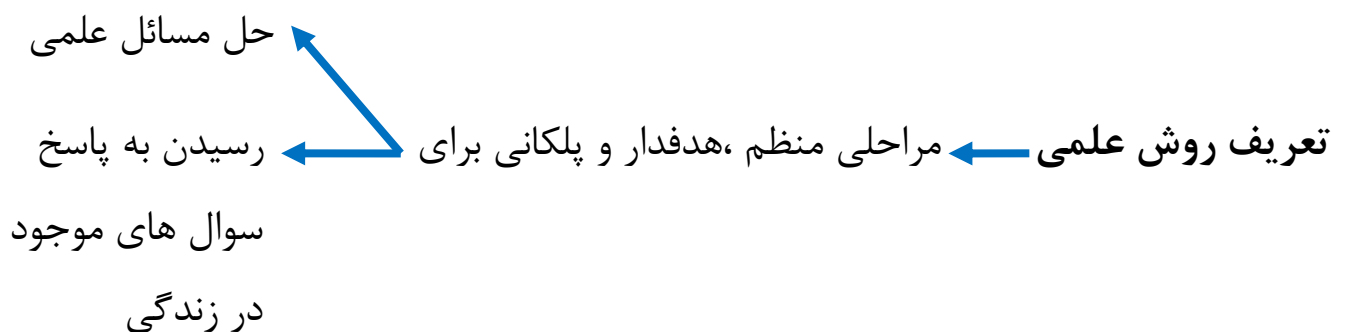 حل مسائل علمی
تعریف روش علمی مراحلی منظم ،هدفدار و پلکانی برای رسیدن به پاسخ
سوال های موجود
در زندگی